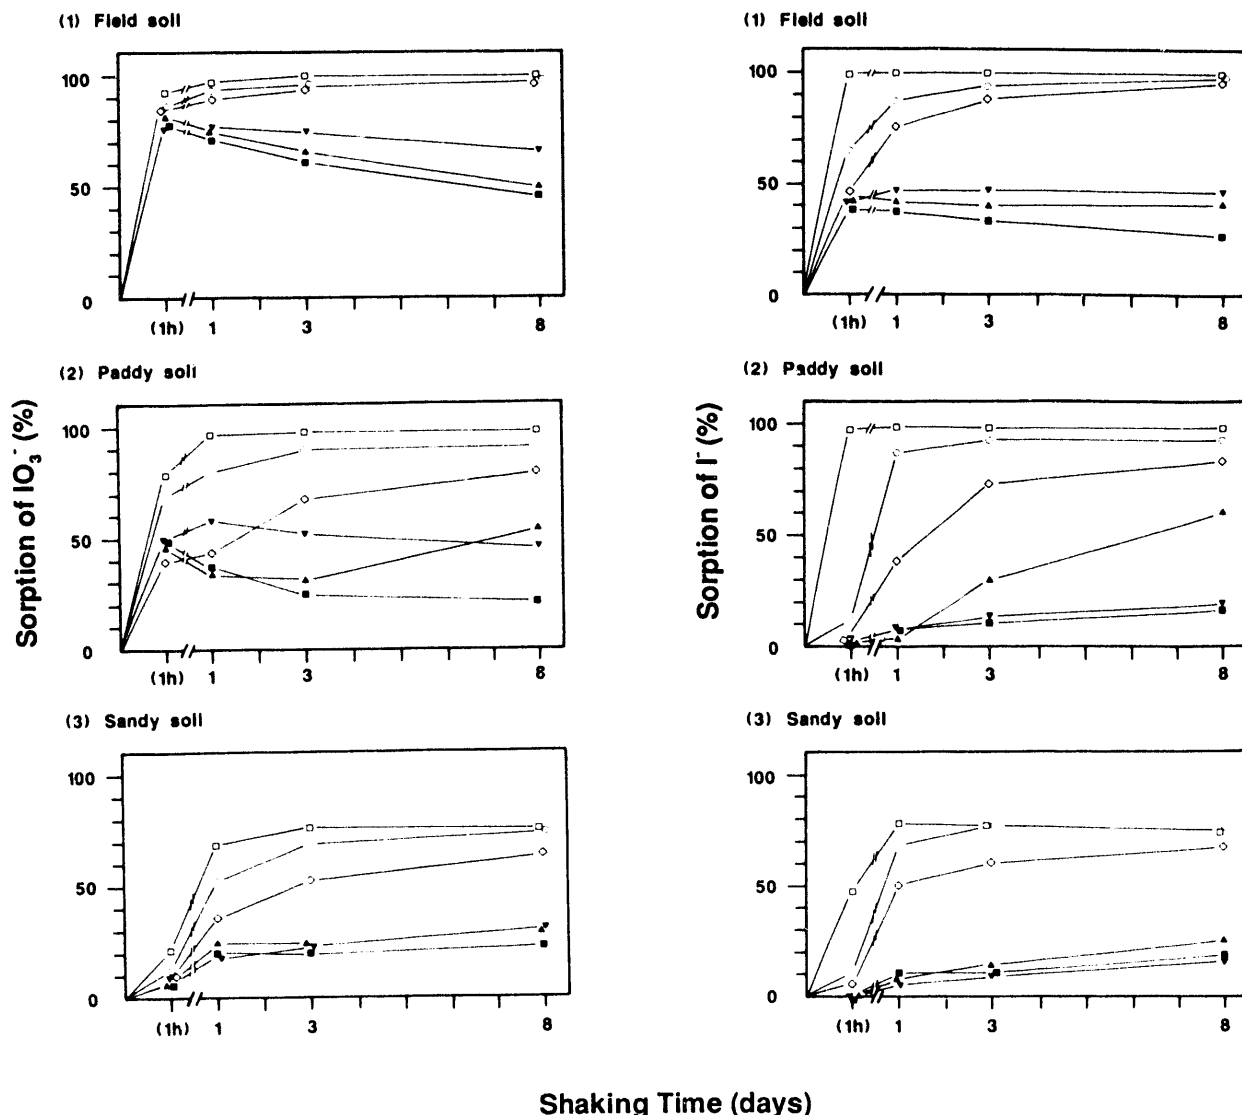 (1) Field soil
100
50
0
(1h) 1 3 8
(2) Paddy soil
100
50
0
(1h) 1 3 8
(3) Sandy soil
100
50
0
(1h) 1 3 8
Sorption of IO₃⁻ (%)
(1) Field soil
100
50
0
(1h) 1 3 8
(2) Paddy soil
100
50
0
(1h) 1 3 8
(3) Sandy soil
100
50
0
(1h) 1 3 8
Sorption of I⁻ (%)
Shaking Time (days)